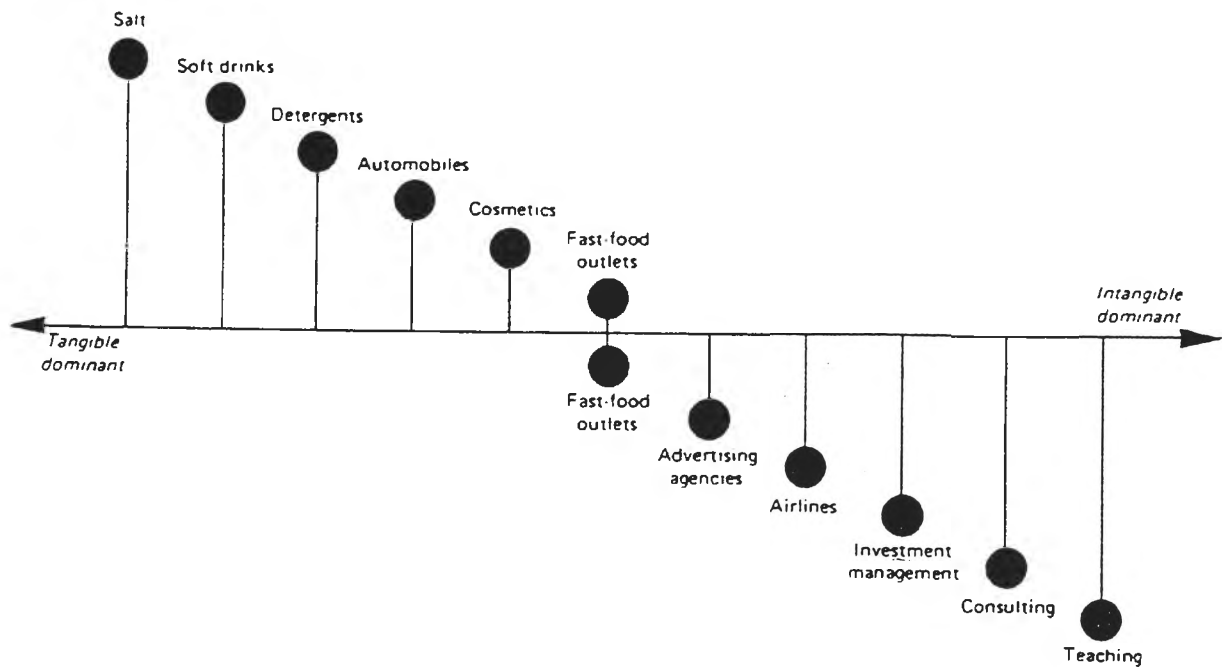 Salt
Soft drinks
Detergents
Automobiles
Cosmetics
Fast-food
outlets
Intangible
dominant
Tangible
dominant
Fast-food
outlets
Advertising
agencies
Airlines
Investment
management
Consulting
Teaching